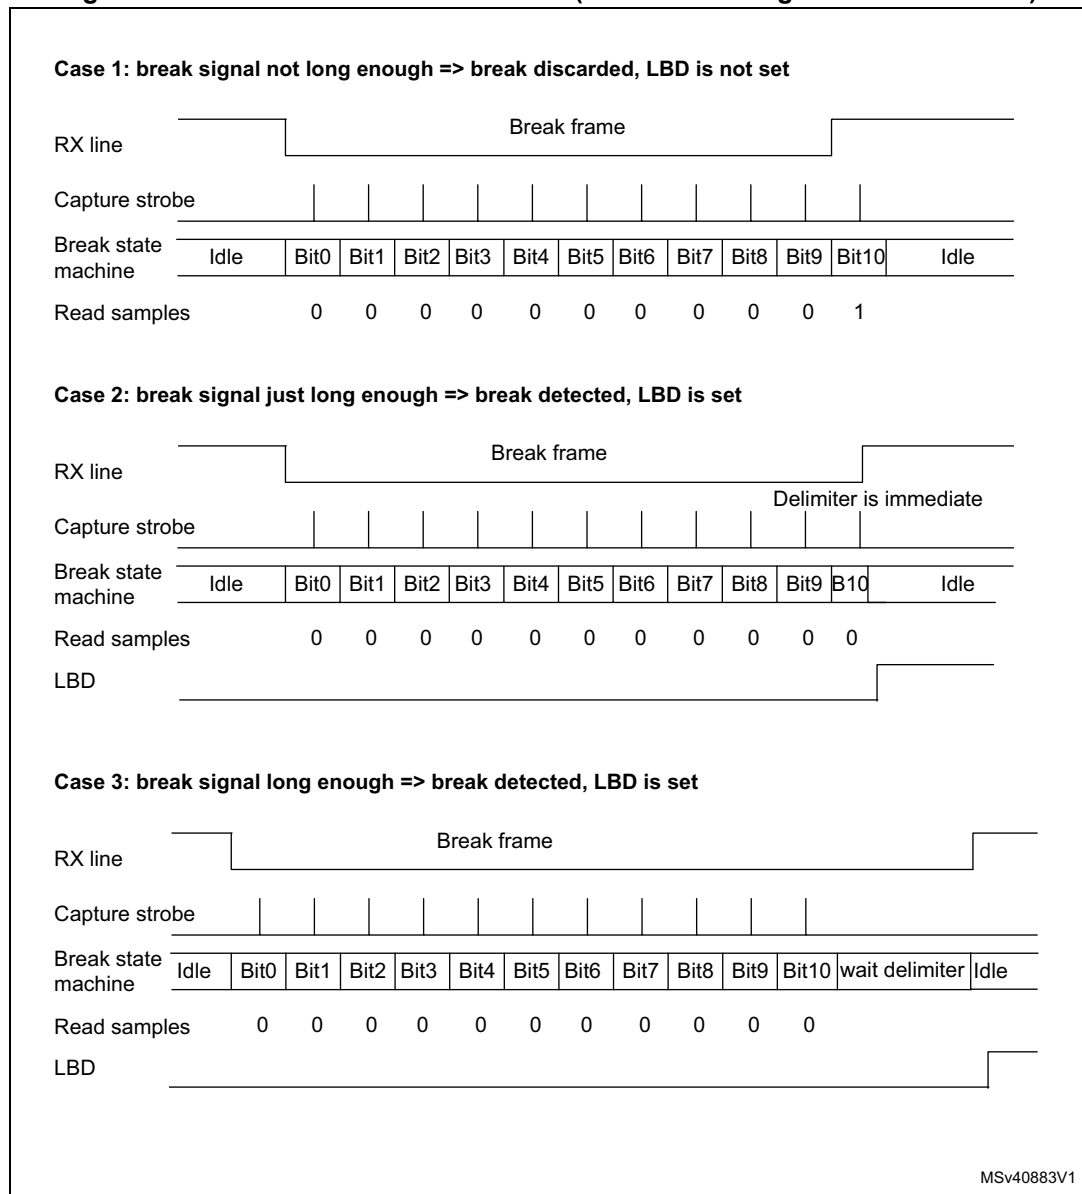 Case 1: break signal not long enough => break discarded, LBD is not set
Break frame
RX line
Capture strobe
Break state machine Idle Bit0 Bit1 Bit2 Bit3 Bit4 Bit5 Bit6 Bit7 Bit8 Bit9 Bit10 Idle
Read samples 0 0 0 0 0 0 0 0 0 0 1
Case 2: break signal just long enough => break detected, LBD is set
Break frame
RX line
Delimiter is immediate
Capture strobe
Break state machine Idle Bit0 Bit1 Bit2 Bit3 Bit4 Bit5 Bit6 Bit7 Bit8 Bit9 B10 Idle
Read samples 0 0 0 0 0 0 0 0 0 0 0
LBD
Case 3: break signal long enough => break detected, LBD is set
Break frame
RX line
Capture strobe
Break state machine Idle Bit0 Bit1 Bit2 Bit3 Bit4 Bit5 Bit6 Bit7 Bit8 Bit9 Bit10 wait delimiter Idle
Read samples 0 0 0 0 0 0 0 0 0 0 0
LBD
MSv40883V1